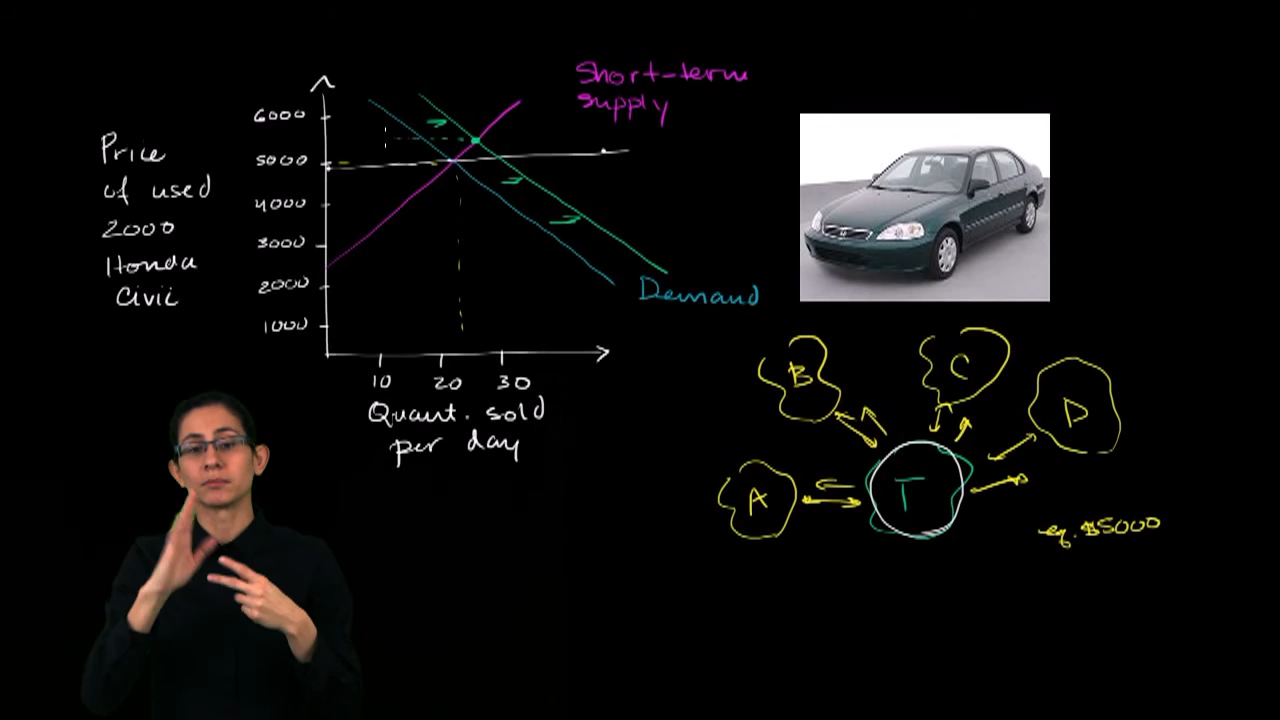 Short-term
supply
6000
5000
4000
3000
2000
1000
Price
of used
2000
Honda
Civic
Demand
10 20 30
Quant. sold
per day
B
C
D
A
T
eq. $5000